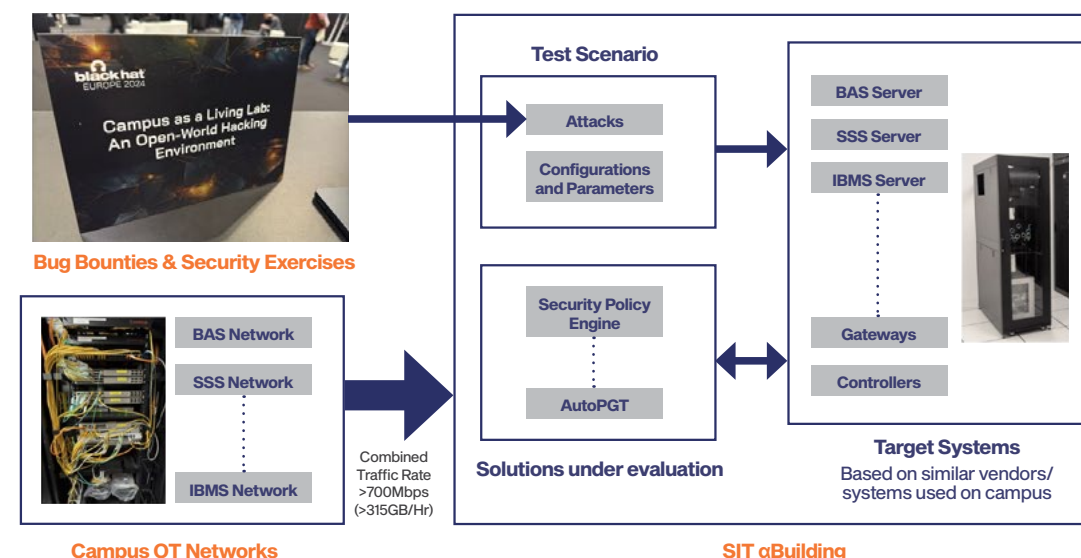 black hat
EUROPE 2024
Campus as a Living Lab:
An Open-World Hacking
Environment
Bug Bounties & Security Exercises
BAS Network
SSS Network
IBMS Network
Campus OT Networks
Combined
Traffic Rate
>700Mbps
(>315GB/Hr)
Test Scenario
Attacks
Configurations
and Parameters
Security Policy
Engine
AutoPGT
Solutions under evaluation
BAS Server
SSS Server
IBMS Server
Gateways
Controllers
Target Systems
Based on similar vendors/
systems used on campus
SIT αBuilding